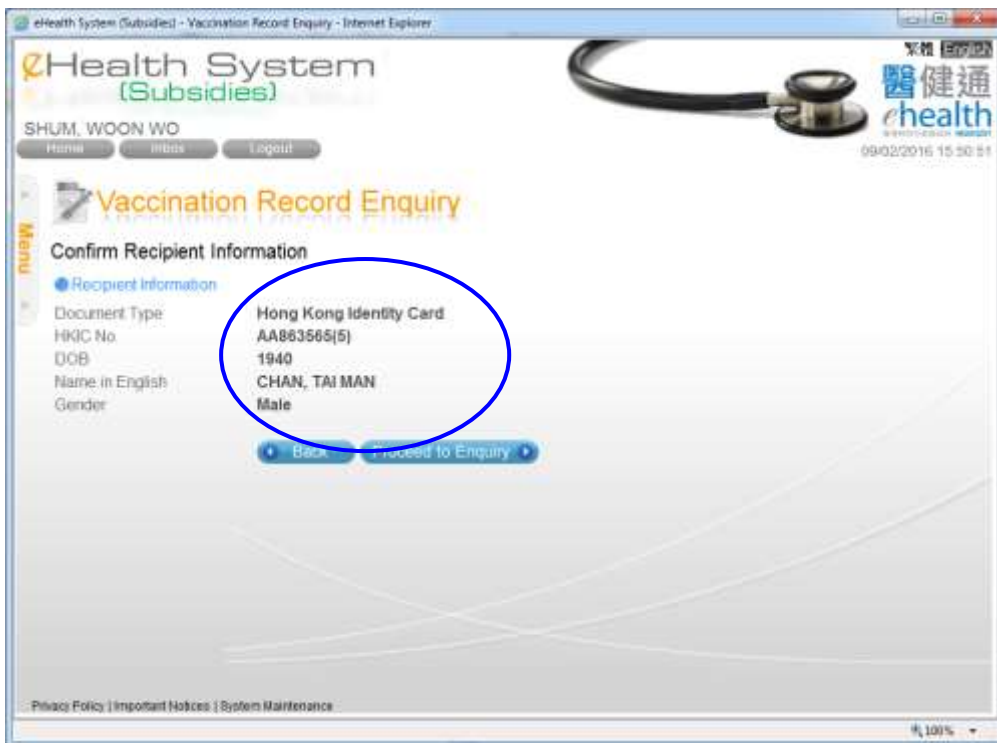 eHealth System (Subsidies) - Vaccination Record Enquiry - Internet Explorer
eHealth System
(Subsidies)
繁體 English
醫健通
ehealth
SHUM, WOON WO
Home Inbox Logout
09/02/2016 15:50:51
Menu
Vaccination Record Enquiry
Confirm Recipient Information
Recipient Information
Document Type Hong Kong Identity Card
HKIC No. AA863565(5)
DOB 1940
Name in English CHAN, TAI MAN
Gender Male
Back Proceed to Enquiry
Privacy Policy | Important Notices | System Maintenance
100%